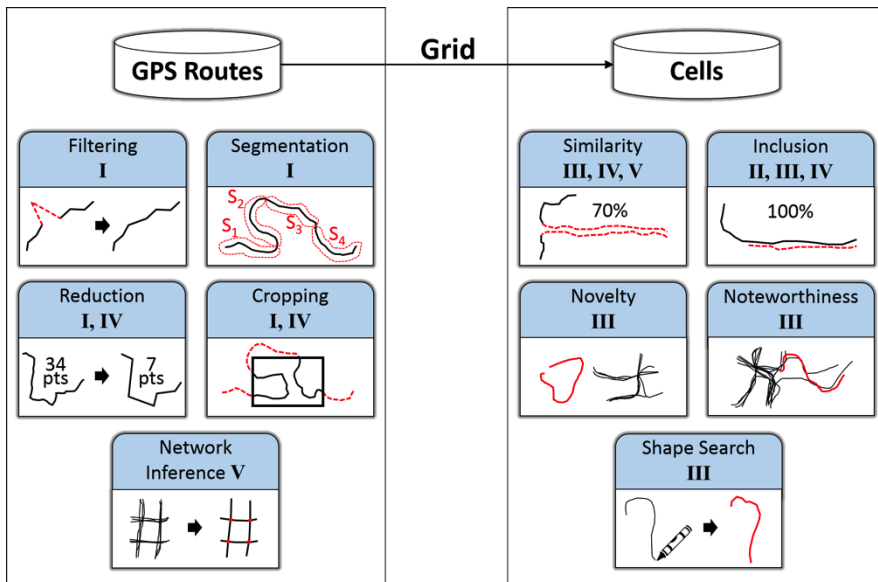 GPS Routes
Grid
Cells
Filtering
I
Segmentation
I
S1
S2
S3
S4
Reduction
I, IV
34
pts
7
pts
Cropping
I, IV
Network
Inference V
Similarity
III, IV, V
70%
Inclusion
II, III, IV
100%
Novelty
III
Noteworthiness
III
Shape Search
III